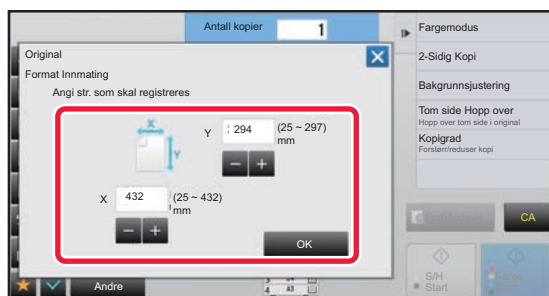 Antall kopier 1
Original
Format Innmating
Angi str. som skal registreres
X
Y
Y 294 (25 ~ 297)
mm
X 432 (25 ~ 432)
mm
OK
Andre
Fargemodus
2-Sidig Kopi
Bakgrunnsjustering
Tom side Hopp over
Hopp over tom side i original
Kopigrad
Forstørr/reduser kopi
CA
S/H
Start
4 A3